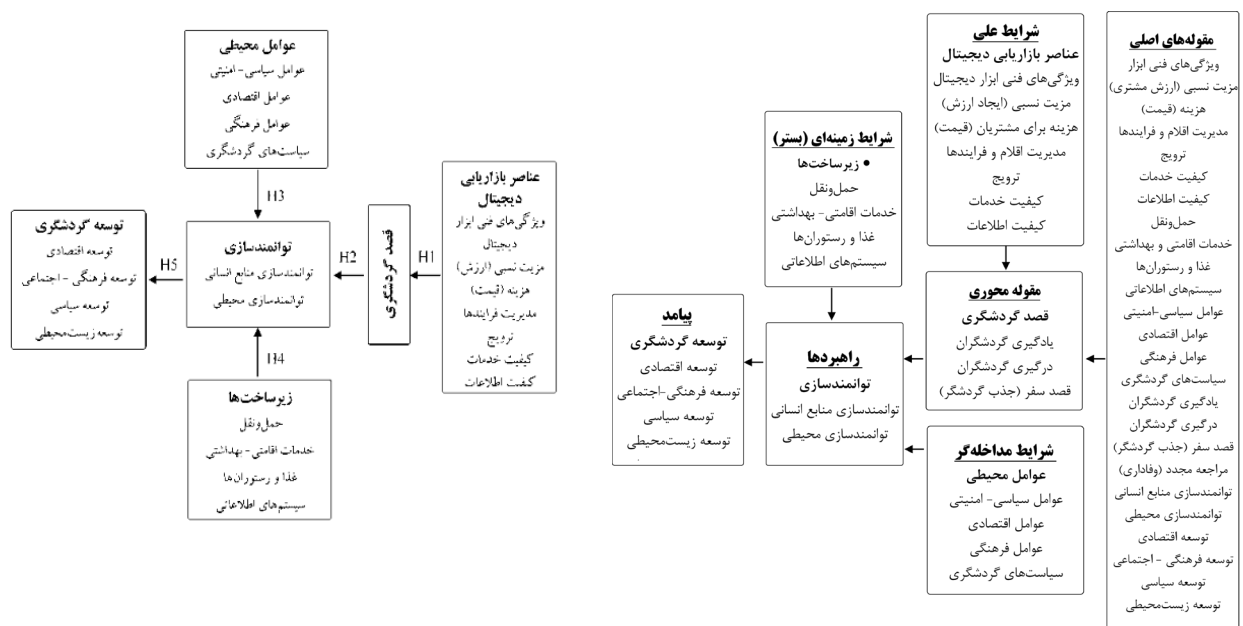 مقوله‌های اصلی
ویژگی‌های فنی ابزار
مزیت نسبی (ارزش مشتری)
هزینه (قیمت)
مدیریت اقلام و فرایندها
ترویج
کیفیت خدمات
کیفیت اطلاعات
حمل‌ونقل
خدمات اقامتی و بهداشتی
غذا و رستوران‌ها
سیستم‌های اطلاعاتی
عوامل سیاسی-امنیتی
عوامل اقتصادی
عوامل فرهنگی
سیاست‌های گردشگری
یادگیری گردشگران
درگیری گردشگران
قصد سفر (جذب گردشگر)
مراجعه مجدد (وفاداری)
توانمندسازی منابع انسانی
توانمندسازی محیطی
توسعه اقتصادی
توسعه فرهنگی - اجتماعی
توسعه سیاسی
توسعه زیست‌محیطی
شرایط علی
عناصر بازاریابی دیجیتال
ویژگی‌های فنی ابزار دیجیتال
مزیت نسبی (ایجاد ارزش)
هزینه برای مشتریان (قیمت)
مدیریت اقلام و فرایندها
ترویج
کیفیت خدمات
کیفیت اطلاعات
مقوله محوری
قصد گردشگری
یادگیری گردشگران
درگیری گردشگران
قصد سفر (جذب گردشگر)
شرایط مداخله‌گر
عوامل محیطی
عوامل سیاسی- امنیتی
عوامل اقتصادی
عوامل فرهنگی
سیاست‌های گردشگری
شرایط زمینه‌ای (بستر)
• زیرساخت‌ها
حمل‌ونقل
خدمات اقامتی- بهداشتی
غذا و رستوران‌ها
سیستم‌های اطلاعاتی
راهبردها
توانمندسازی
توانمندسازی منابع انسانی
توانمندسازی محیطی
پیامد
توسعه گردشگری
توسعه اقتصادی
توسعه فرهنگی-اجتماعی
توسعه سیاسی
توسعه زیست‌محیطی
عناصر بازاریابی
دیجیتال
ویژگی‌های فنی ابزار
دیجیتال
مزیت نسبی (ارزش)
هزینه (قیمت)
مدیریت فرایندها
ترویج
کیفیت خدمات
کیفیت اطلاعات
H1
قصد گردشگری
H2
عوامل محیطی
عوامل سیاسی- امنیتی
عوامل اقتصادی
عوامل فرهنگی
سیاست‌های گردشگری
H3
توانمندسازی
توانمندسازی منابع انسانی
توانمندسازی محیطی
H4
زیرساخت‌ها
حمل‌ونقل
خدمات اقامتی- بهداشتی
غذا و رستوران‌ها
سیستم‌های اطلاعاتی
H5
توسعه گردشگری
توسعه اقتصادی
توسعه فرهنگی - اجتماعی
توسعه سیاسی
توسعه زیست‌محیطی